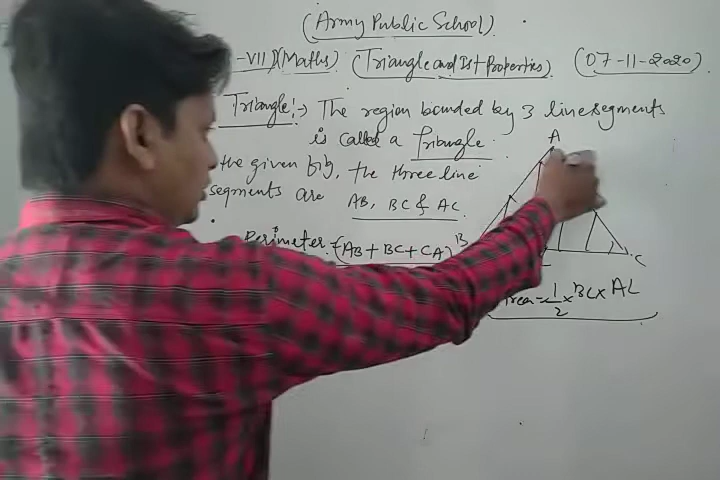 (Army Public School).
-VII)(Maths) (Triangle and Its Properties). (07-11-2020).
Triangle:→ The region bounded by 3 line segments
is called a Triangle.
the given fig, the three line
segments are AB, BC & AC.
Perimeter = (AB + BC + CA)
A
B
C
Area = 1/2 × BC × AL